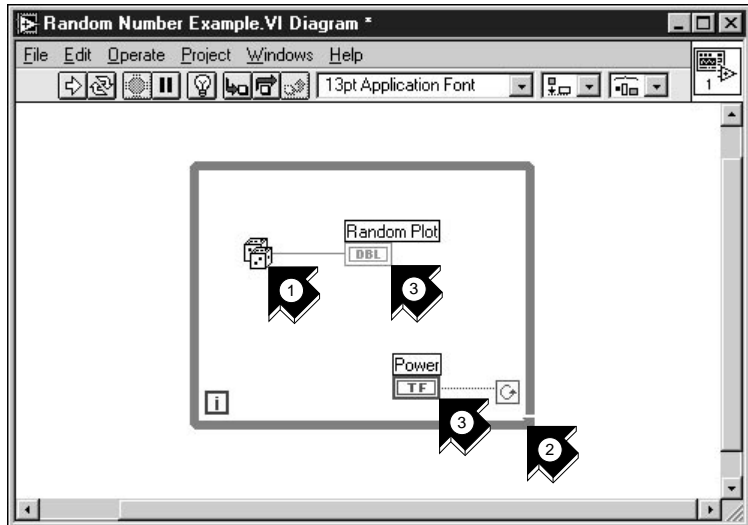 Random Number Example.VI Diagram *
File Edit Operate Project Windows Help
13pt Application Font
1
Random Plot
DBL
1
3
Power
TF
i
3
2